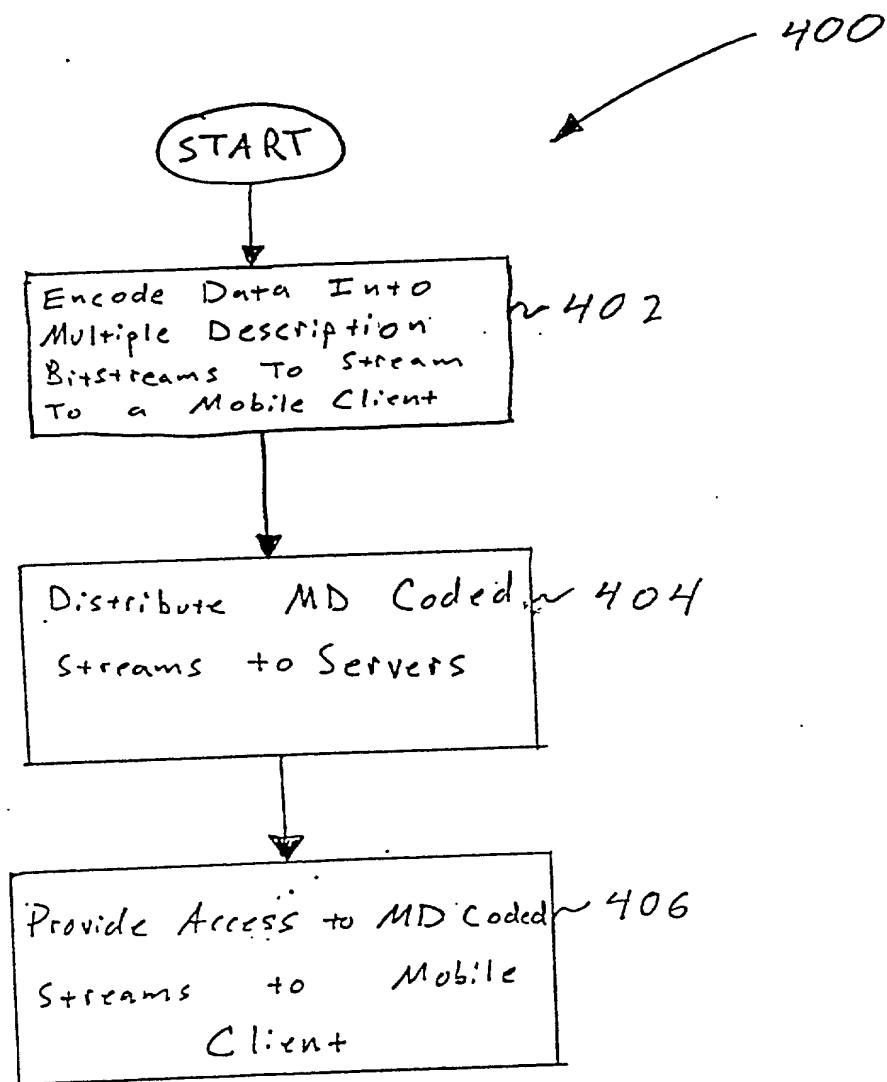 400
START
Encode Data Into
Multiple Description
Bitstreams To Stream
To a Mobile Client
402
Distribute MD Coded
Streams to Servers
404
Provide Access to MD Coded
Streams to Mobile
Client
406